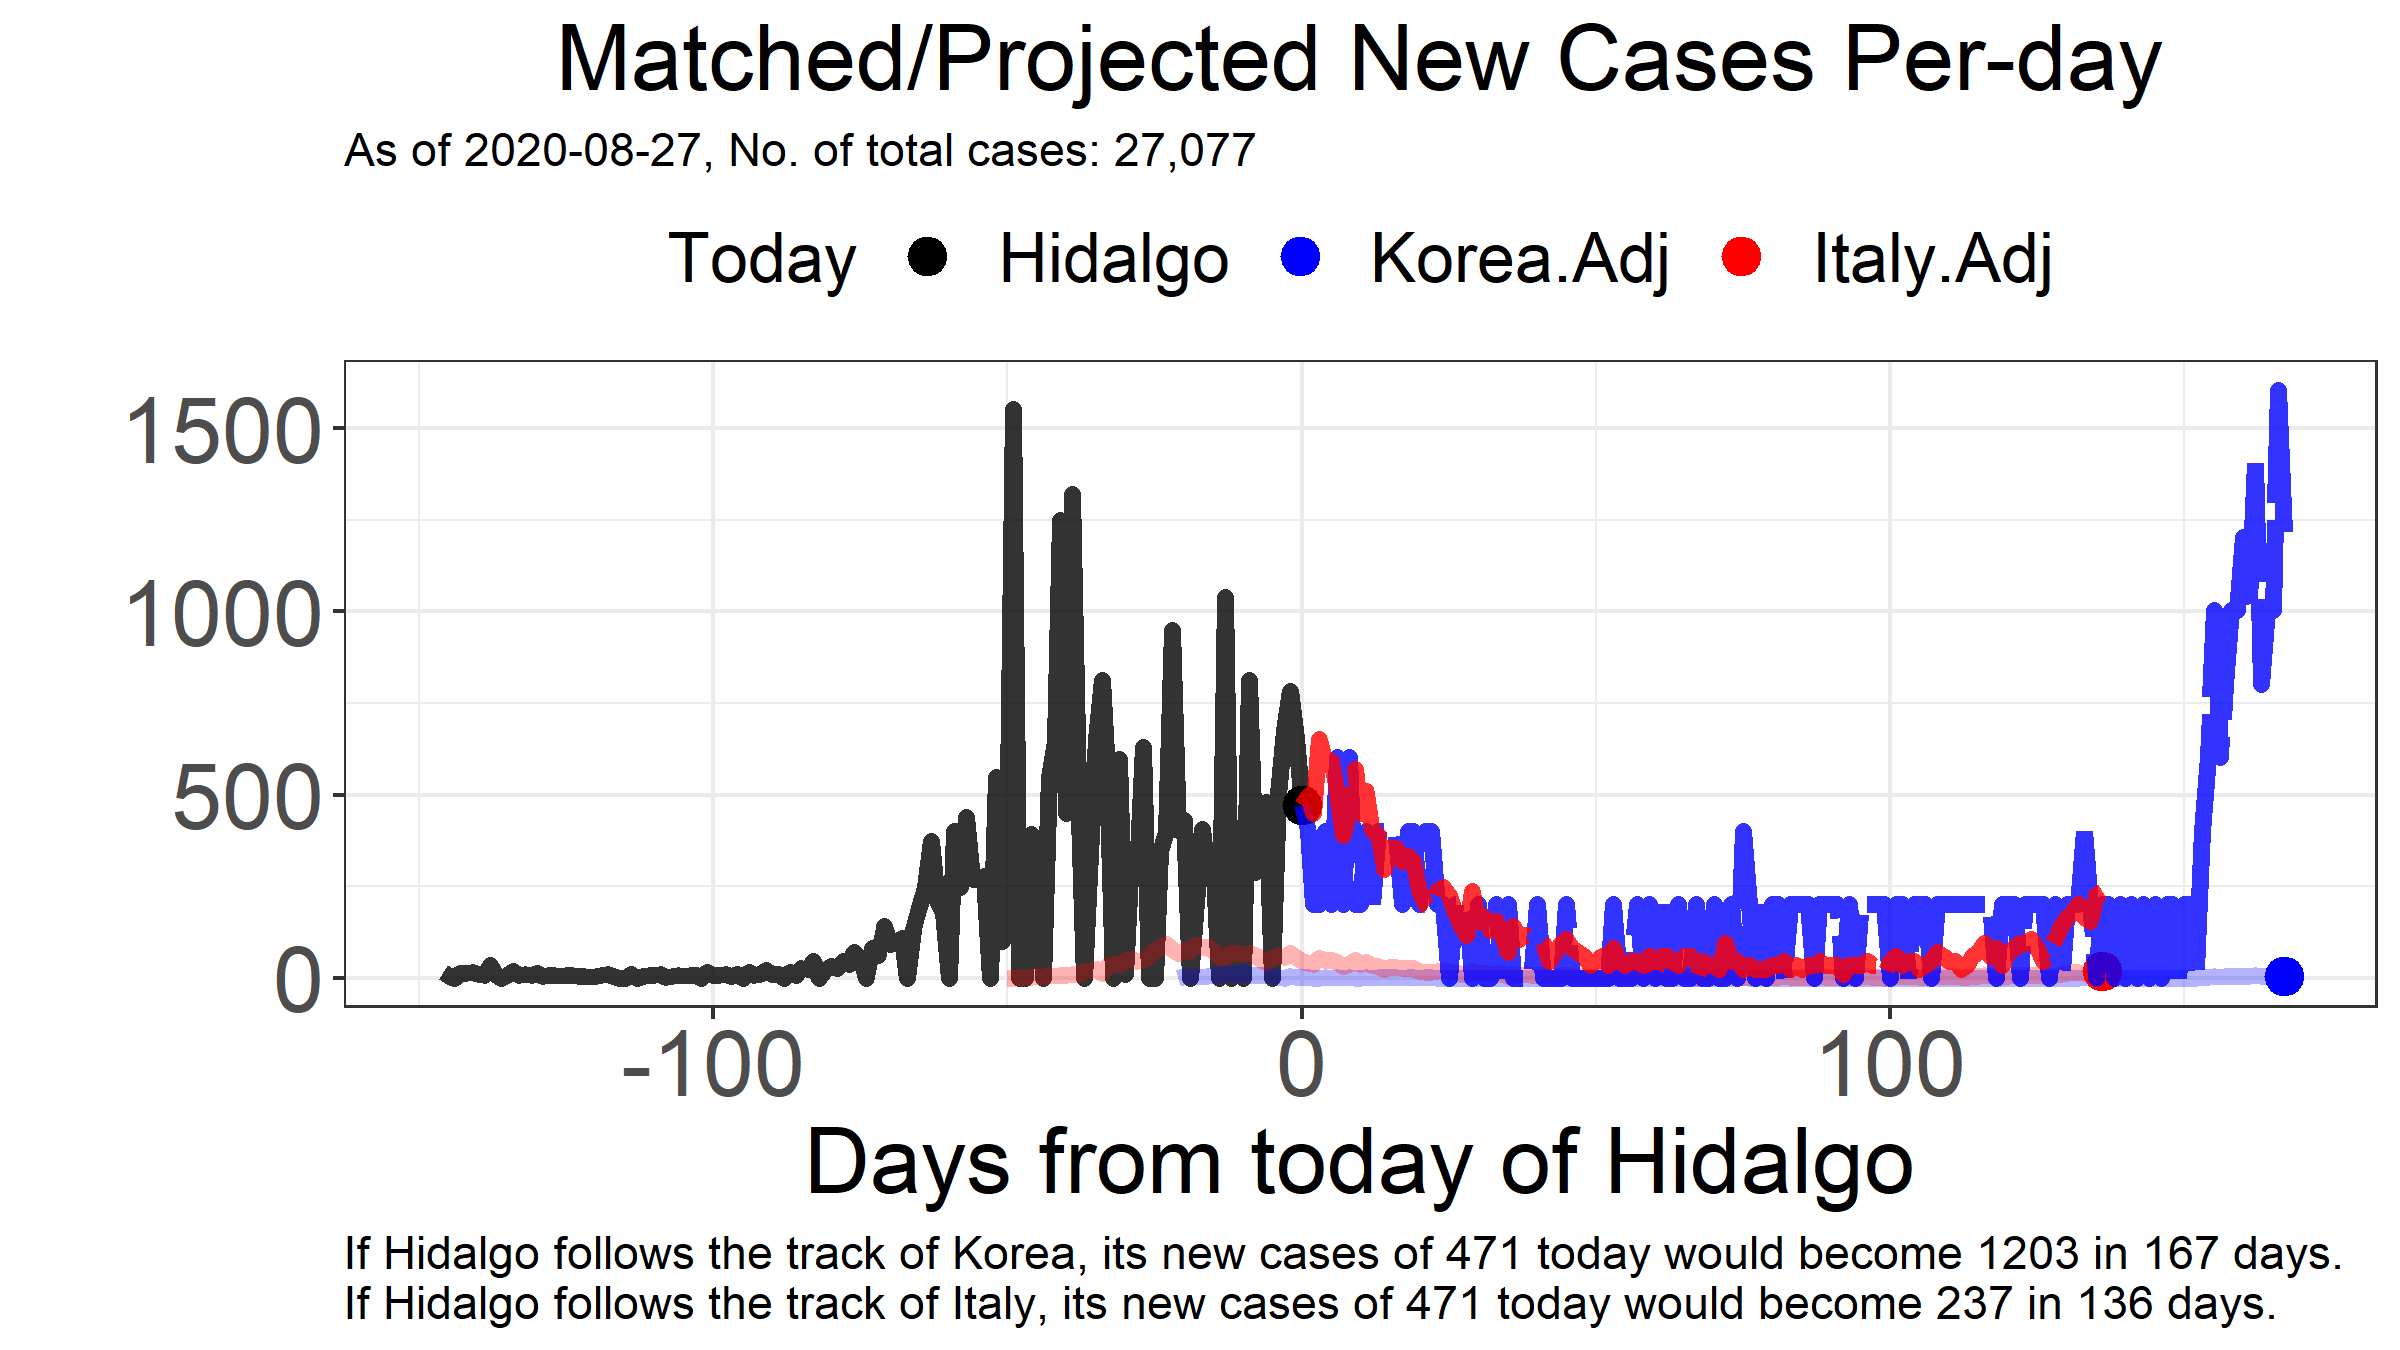 Matched/Projected New Cases Per-day
As of 2020-08-27, No. of total cases: 27,077
Today Hidalgo Korea.Adj Italy.Adj
1500
1000
500
0
-100 0 100
Days from today of Hidalgo
If Hidalgo follows the track of Korea, its new cases of 471 today would become 1203 in 167 days.
If Hidalgo follows the track of Italy, its new cases of 471 today would become 237 in 136 days.